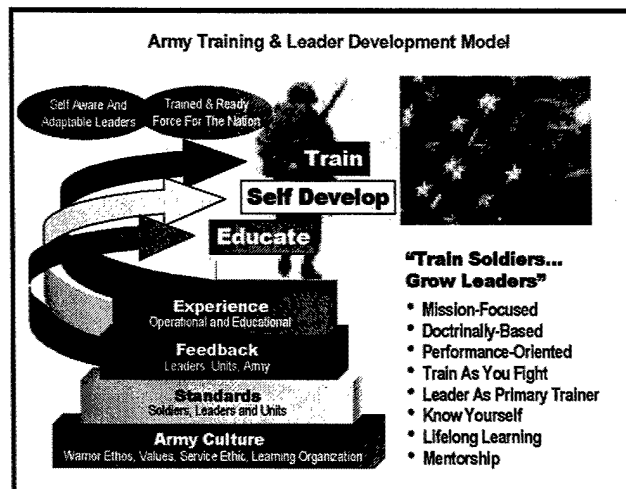 Army Training & Leader Development Model
Self Aware And
Adaptable Leaders
Trained & Ready
Force For The Nation
Train
Self Develop
Educate
Experience
Operational and Educational
Feedback
Leaders, Units, Army
Standards
Soldiers, Leaders and Units
Army Culture
Warrior Ethos, Values, Service Ethic, Learning Organization
"Train Soldiers...
Grow Leaders"
* Mission-Focused
* Doctrinally-Based
* Performance-Oriented
* Train As You Fight
* Leader As Primary Trainer
* Know Yourself
* Lifelong Learning
* Mentorship